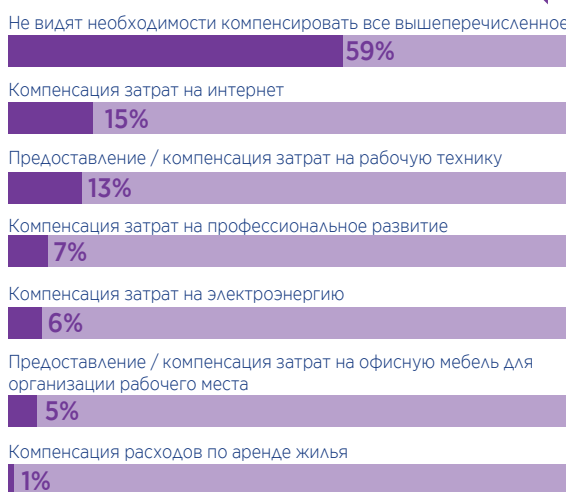 Не видят необходимости компенсировать все вышеперечисленное
59%
Компенсация затрат на интернет
15%
Предоставление / компенсация затрат на рабочую технику
13%
Компенсация затрат на профессиональное развитие
7%
Компенсация затрат на электроэнергию
6%
Предоставление / компенсация затрат на офисную мебель для
организации рабочего места
5%
Компенсация расходов по аренде жилья
1%